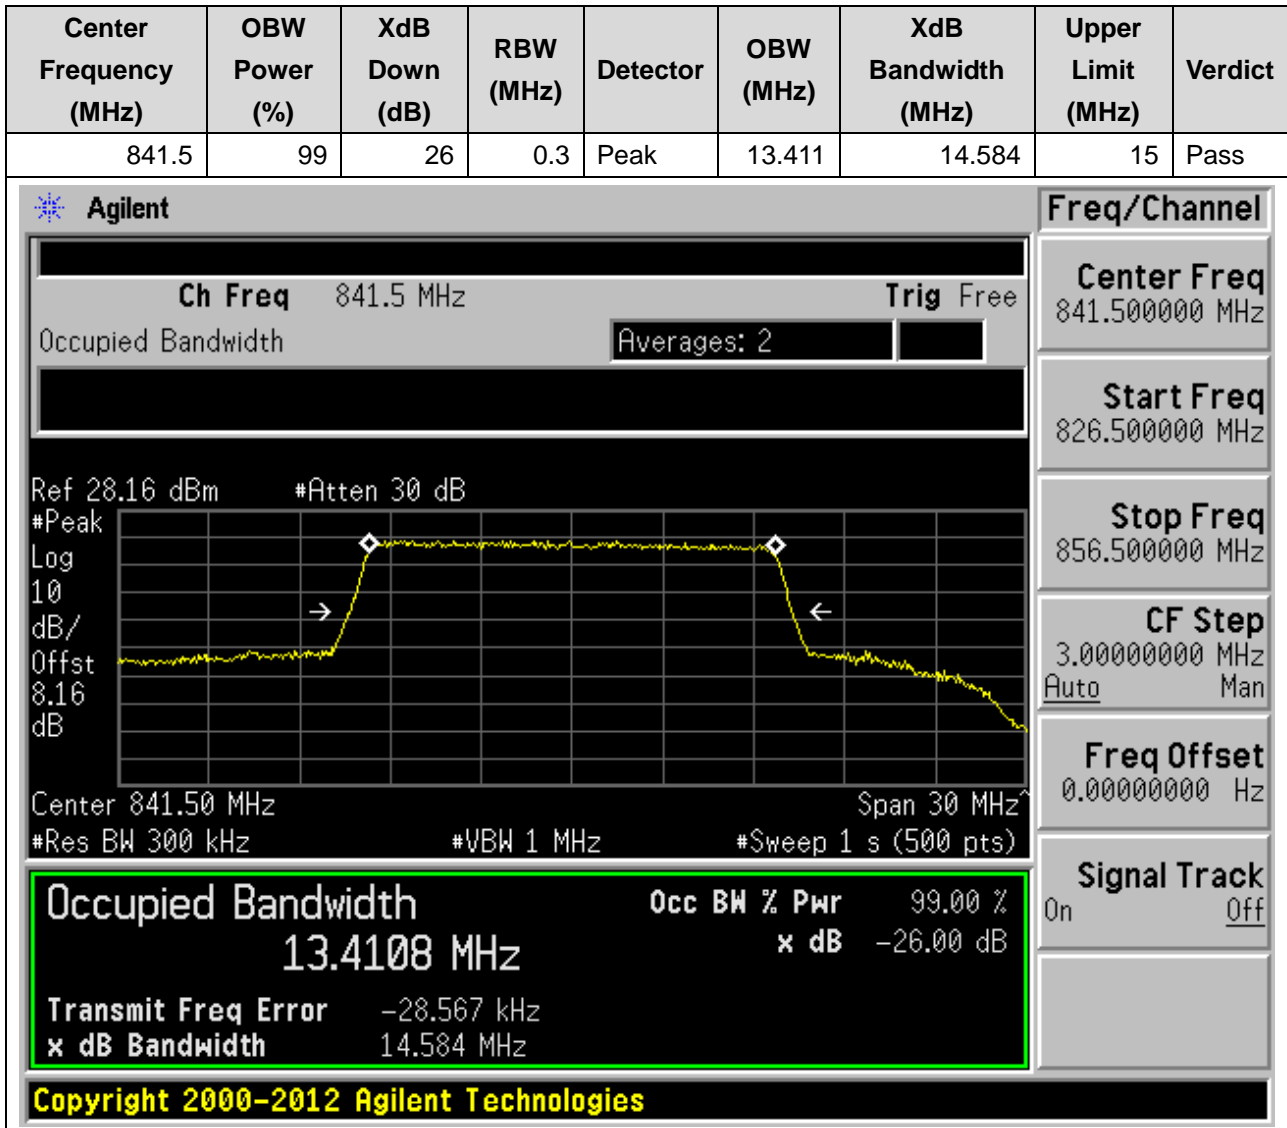 Center Frequency (MHz) OBW Power (%) XdB Down (dB) RBW (MHz) Detector OBW (MHz) XdB Bandwidth (MHz) Upper Limit (MHz) Verdict
841.5 99 26 0.3 Peak 13.411 14.584 15 Pass
Agilent Freq/Channel
Ch Freq 841.5 MHz Trig Free
Occupied Bandwidth Averages: 2
Center Freq
841.500000 MHz
Start Freq
826.500000 MHz
Stop Freq
856.500000 MHz
CF Step
3.00000000 MHz
Auto Man
Freq Offset
0.00000000 Hz
Signal Track
On Off
Ref 28.16 dBm #Atten 30 dB
#Peak
Log
10
dB/
Offst
8.16
dB
Center 841.50 MHz Span 30 MHz^
#Res BW 300 kHz #VBW 1 MHz #Sweep 1 s (500 pts)
Occupied Bandwidth Occ BW % Pwr 99.00 %
13.4108 MHz x dB -26.00 dB
Transmit Freq Error -28.567 kHz
x dB Bandwidth 14.584 MHz
Copyright 2000-2012 Agilent Technologies